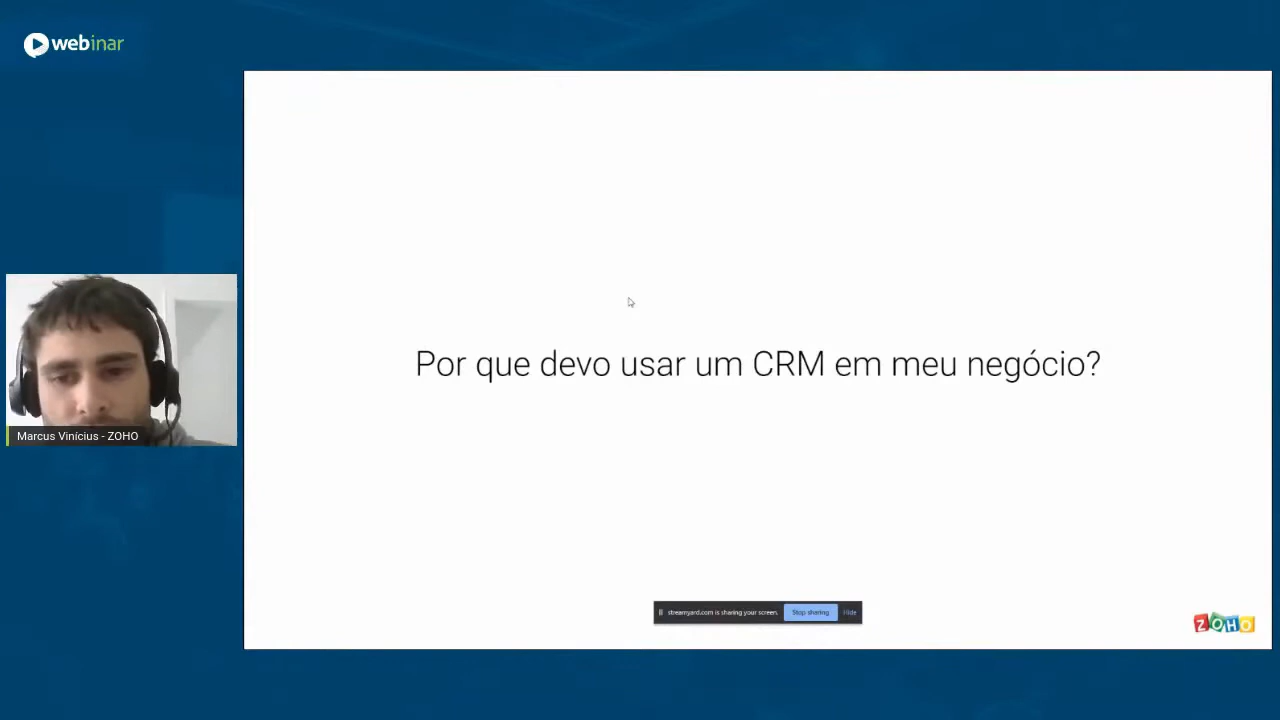 webinar
Por que devo usar um CRM em meu negócio?
Marcus Vinícius - ZOHO
streamyard.com is sharing your screen.
Stop sharing
Hide
ZOHO